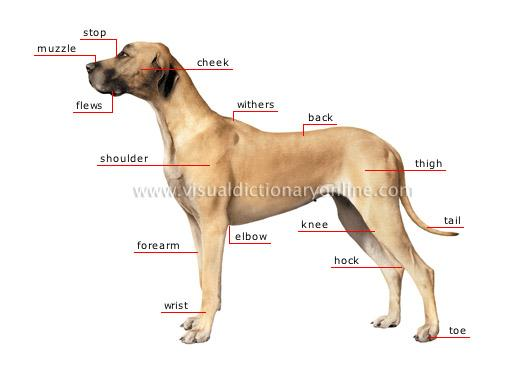 stop
muzzle
cheek
flews
withers
back
shoulder
thigh
www.visualdictionaryonline.com
tail
knee
elbow
forearm
hock
wrist
toe